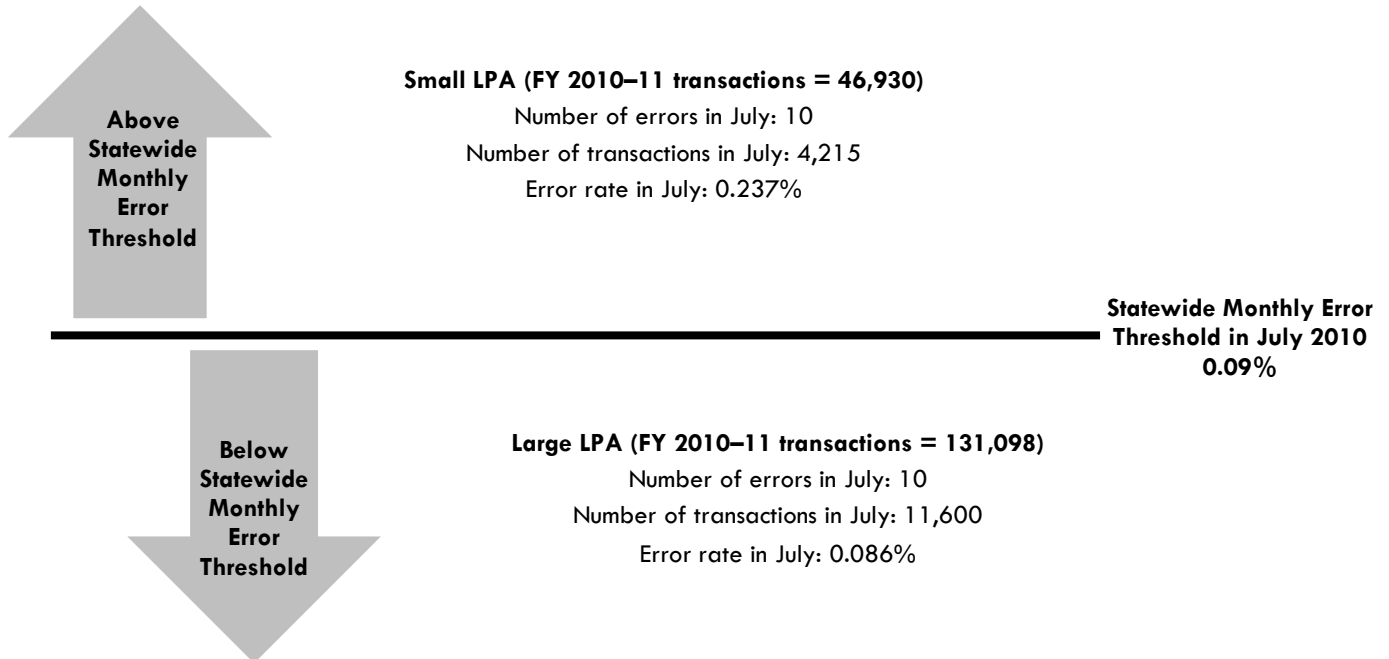 Above
Statewide
Monthly
Error
Threshold
Small LPA (FY 2010–11 transactions = 46,930)
Number of errors in July: 10
Number of transactions in July: 4,215
Error rate in July: 0.237%
Statewide Monthly Error
Threshold in July 2010
0.09%
Below
Statewide
Monthly
Error
Threshold
Large LPA (FY 2010–11 transactions = 131,098)
Number of errors in July: 10
Number of transactions in July: 11,600
Error rate in July: 0.086%